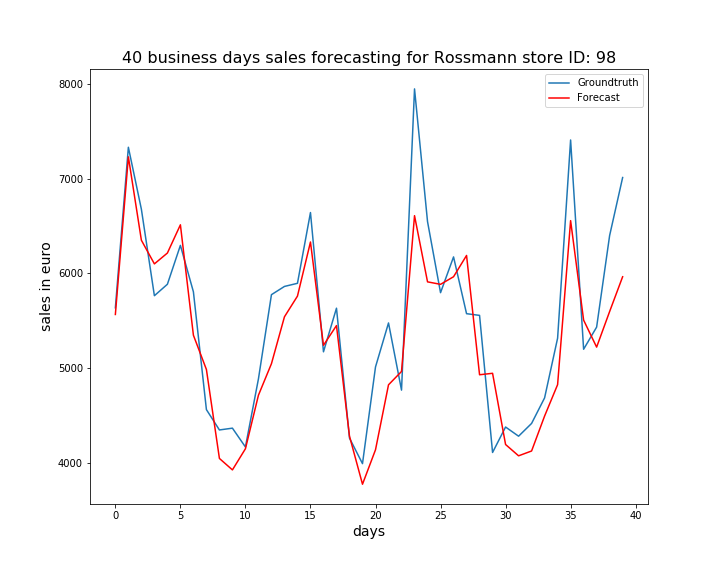 40 business days sales forecasting for Rossmann store ID: 98
Groundtruth
Forecast
8000
7000
6000
5000
4000
sales in euro
0 5 10 15 20 25 30 35 40
days